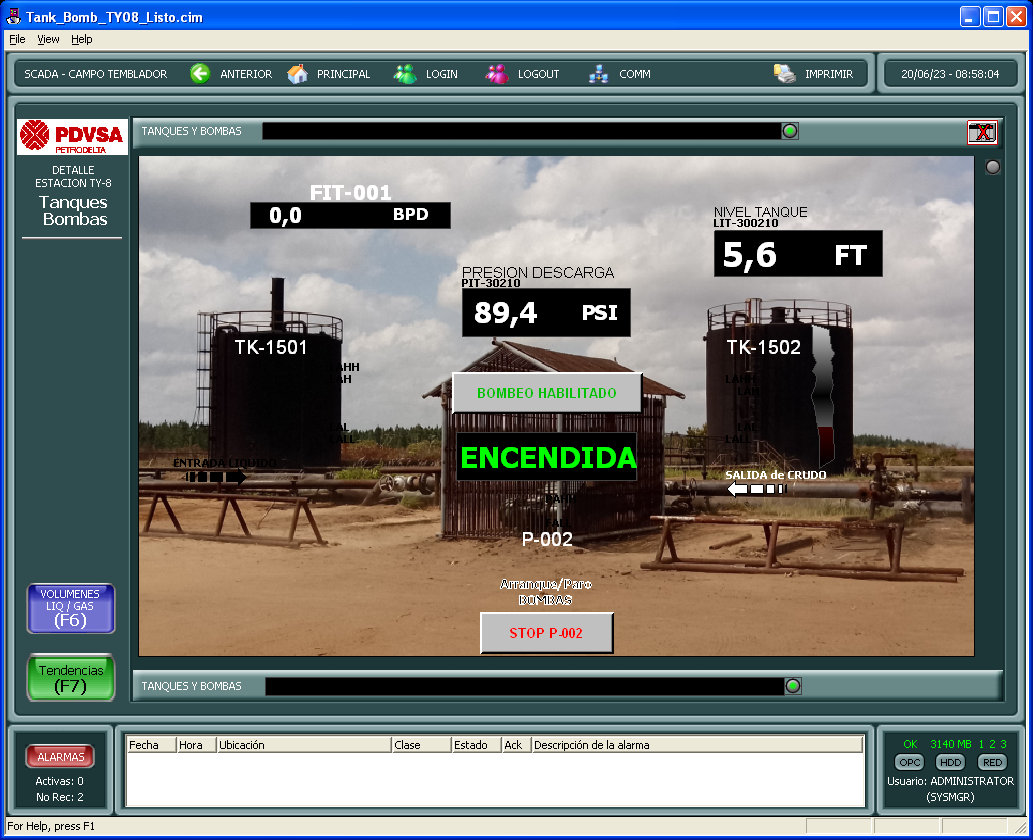 Tank_Bomb_TY08_Listo.cim
File View Help
SCADA - CAMPO TEMBLADOR ANTERIOR PRINCIPAL LOGIN LOGOUT COMM IMPRIMIR 20/06/23 - 08:58:04
PDVSA
PETRODELTA
DETALLE
ESTACION TY-8
Tanques
Bombas
TANQUES Y BOMBAS
FIT-001
0,0 BPD
NIVEL TANQUE
LIT-300210
5,6 FT
PRESION DESCARGA
PIT-30210
89,4 PSI
TK-1501
LAHH
LAH
LAL
LALL
ENTRADA LIQUIDO
TK-1502
LAHH
LAH
LAL
LALL
SALIDA de CRUDO
BOMBEO HABILITADO
ENCENDIDA
P-002
Arranque/Paro
BOMBAS
STOP P-002
VOLUMENES
LIQ / GAS
(F6)
Tendencias
(F7)
TANQUES Y BOMBAS
ALARMAS
Activas: 0
No Rec: 2
Fecha Hora Ubicación Clase Estado Ack Descripción de la alarma
OK 3140 MB 1 2 3
OPC HDD RED
Usuario: ADMINISTRATOR
(SYSMGR)
For Help, press F1